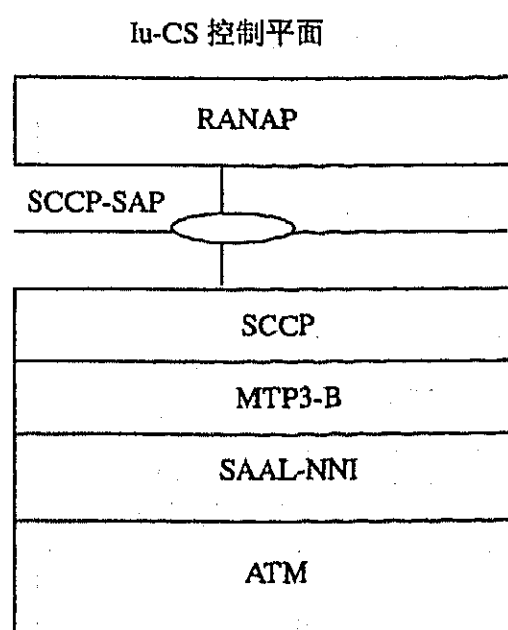 Iu-CS 控制平面
RANAP
SCCP-SAP
SCCP
MTP3-B
SAAL-NNI
ATM